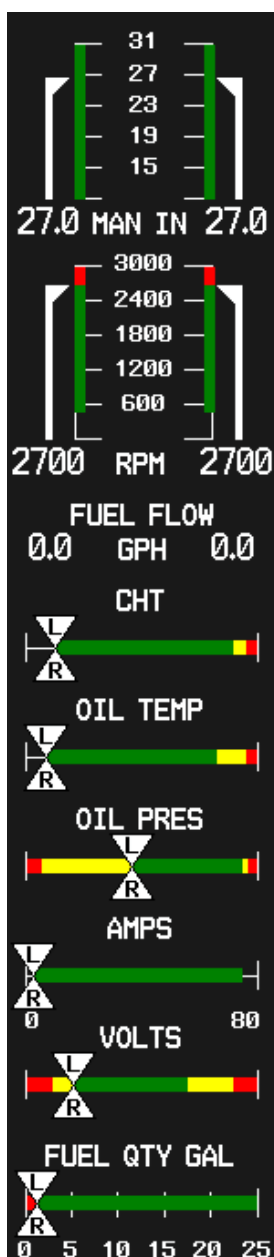 31
27
23
19
15
27.0 MAN IN 27.0
3000
2400
1800
1200
600
2700 RPM 2700
FUEL FLOW
0.0 GPH 0.0
CHT
L
R
OIL TEMP
L
R
OIL PRES
L
R
AMPS
L
R
0 80
VOLTS
L
R
FUEL QTY GAL
L
R
0 5 10 15 20 25